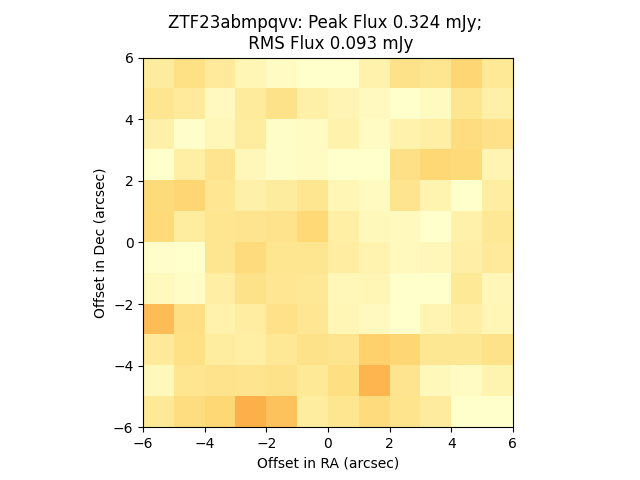 ZTF23abmpqvv: Peak Flux 0.324 mJy;
RMS Flux 0.093 mJy
6
4
2
0
−2
−4
−6
Offset in Dec (arcsec)
−6 −4 −2 0 2 4 6
Offset in RA (arcsec)